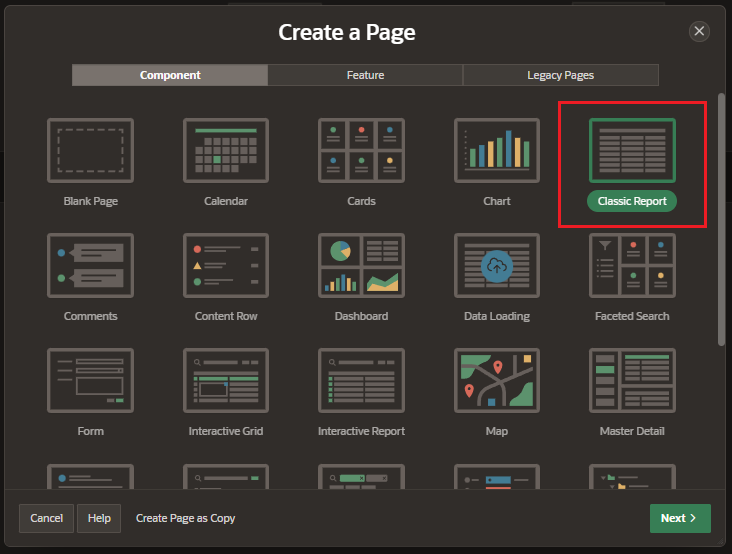 Create a Page
Component Feature Legacy Pages
Blank Page Calendar Cards Chart Classic Report
Comments Content Row Dashboard Data Loading Faceted Search
Form Interactive Grid Interactive Report Map Master Detail
Cancel Help Create Page as Copy Next